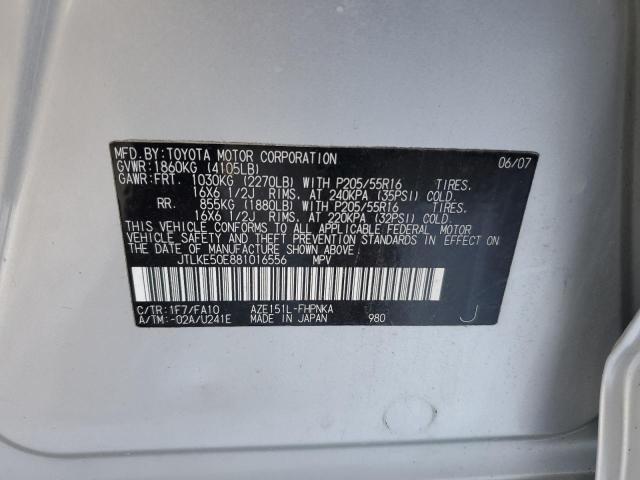 MFD.BY:TOYOTA MOTOR CORPORATION 06/07
GVWR:1860KG (4105LB)
GAWR:FRT. 1030KG (2270LB) WITH P205/55R16 TIRES.
16X6 1/2J RIMS. AT 240KPA (35PSI) COLD.
RR. 855KG (1880LB) WITH P205/55R16 TIRES.
16X6 1/2J RIMS. AT 220KPA (32PSI) COLD.
THIS VEHICLE CONFORMS TO ALL APPLICABLE FEDERAL MOTOR
VEHICLE SAFETY AND THEFT PREVENTION STANDARDS IN EFFECT ON
THE DATE OF MANUFACTURE SHOWN ABOVE.
JTLKE50E881016556 MPV
C/TR:1F7/FA10 AZE151L-FHPNKA
A/TM:-02A/U241E MADE IN JAPAN 980 J